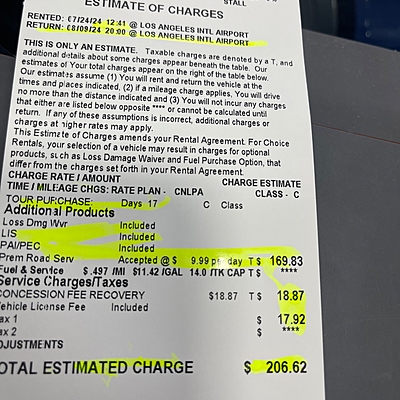 STALL
ESTIMATE OF CHARGES
RENTED: 07/24/24 12:41 @ LOS ANGELES INTL AIRPORT
RETURN: 08/09/24 20:00 @ LOS ANGELES INTL AIRPORT
THIS IS ONLY AN ESTIMATE. Taxable charges are denoted by a T, and
additional details about some charges appear beneath the table. Our
estimates of Your total charges appear on the right of the table below.
Our estimates assume (1) You will rent and return the vehicle at the
times and places indicated, (2) if a mileage charge applies, You will drive
no more than the distance indicated and (3) You will not incur any charges
that either are listed below opposite **** or cannot be calculated until
return. If any of these assumptions is incorrect, additional charges or
charges at higher rates may apply.
This Estimate of Charges amends your Rental Agreement. For Choice
Rentals, your selection of a vehicle may result in charges for optional
products, such as Loss Damage Waiver and Fuel Purchase Option, that
differ from the charges set forth in your Rental Agreement.
CHARGE RATE / AMOUNT CHARGE ESTIMATE
TIME / MILEAGE CHGS: RATE PLAN - CNLPA CLASS - C
TOUR PURCHASE: Days 17 C Class
Additional Products
Loss Dmg Wvr Included
LIS Included
PAI/PEC Included
Prem Road Serv Accepted @ $ 9.99 per day T $ 169.83
Fuel & Service $ .497 /MI $11.42 /GAL 14.0 /TK CAP T $ ****
Service Charges/Taxes
CONCESSION FEE RECOVERY $18.87 T $ 18.87
Vehicle License Fee Included
ax 1 $ 17.92
ax 2 $ ****
DJUSTMENTS
OTAL ESTIMATED CHARGE $ 206.62